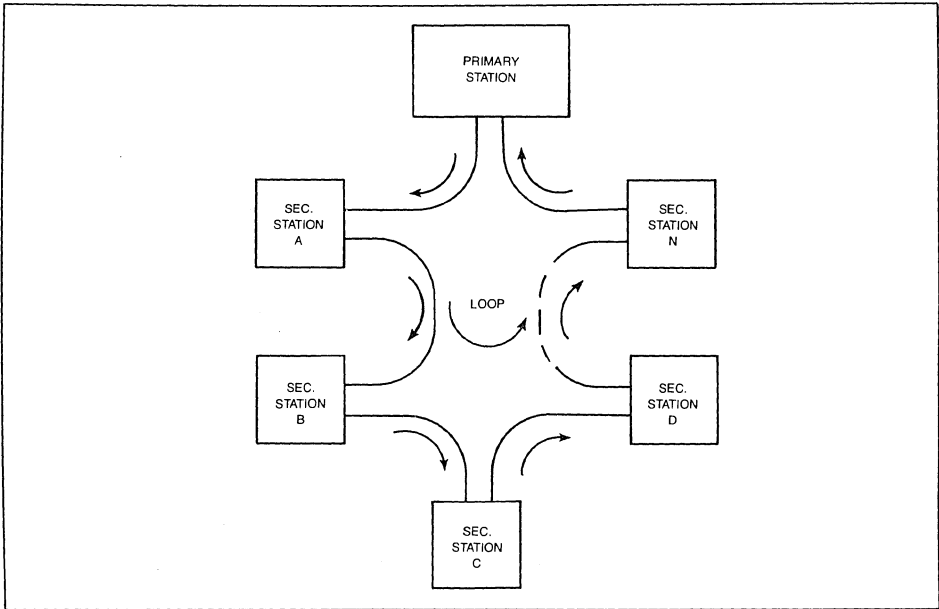 PRIMARY
STATION
SEC.
STATION
A
SEC.
STATION
N
LOOP
SEC.
STATION
B
SEC.
STATION
D
SEC.
STATION
C